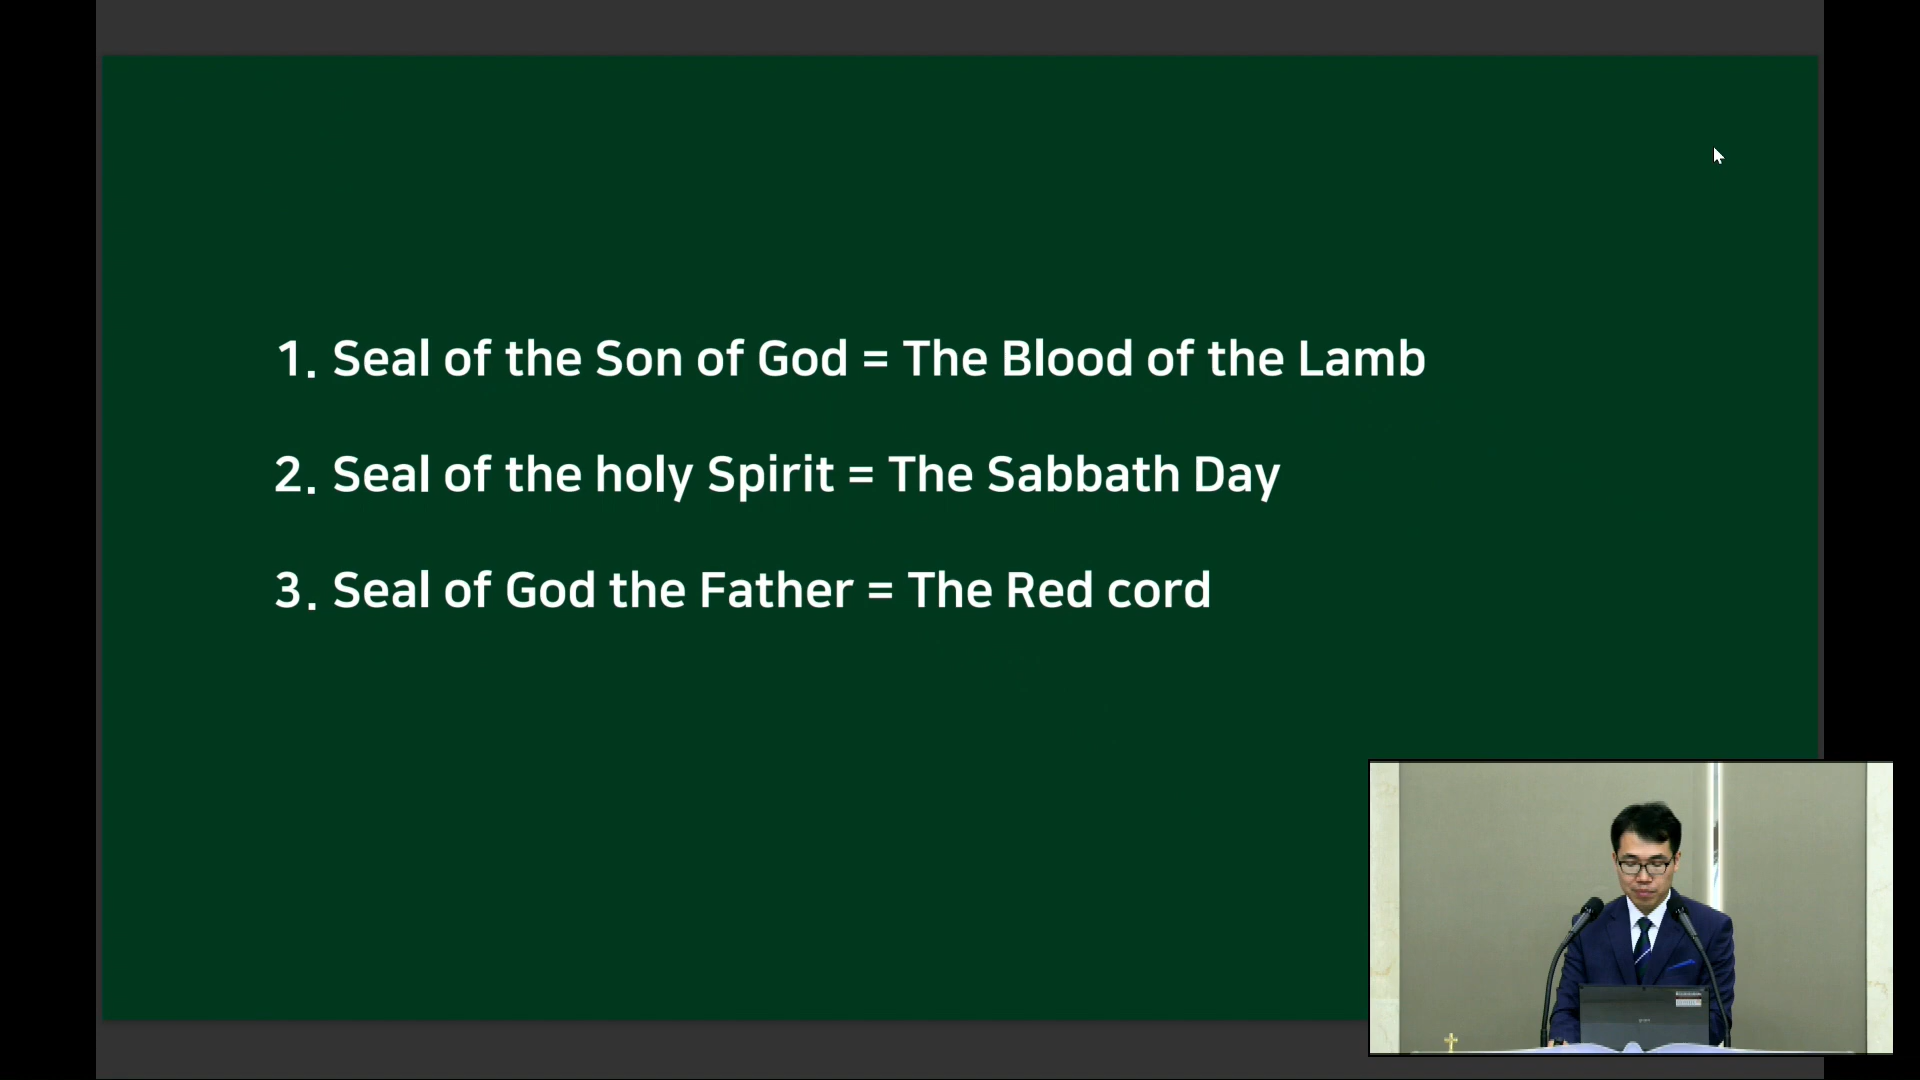 1. Seal of the Son of God = The Blood of the Lamb
2. Seal of the holy Spirit = The Sabbath Day
3. Seal of God the Father = The Red cord